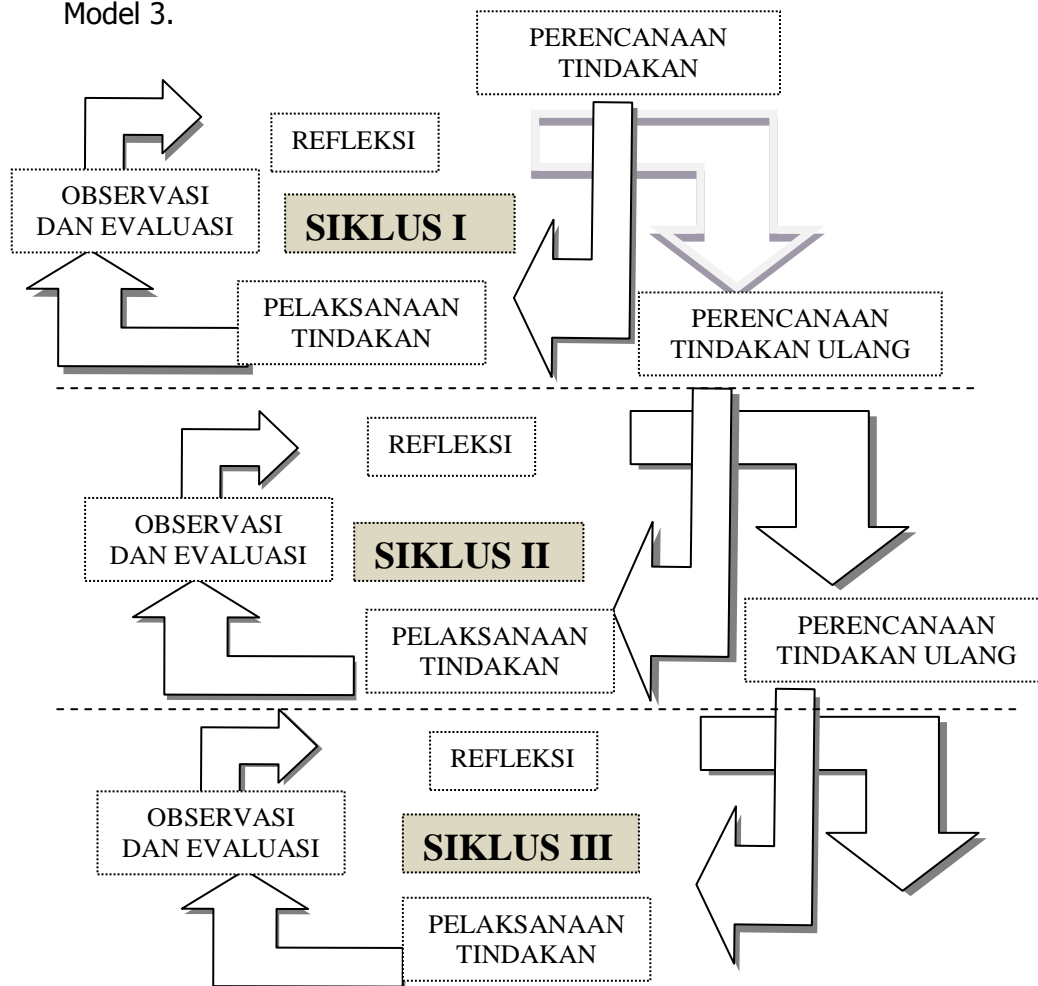 Model 3.
PERENCANAAN
TINDAKAN
REFLEKSI
OBSERVASI
DAN EVALUASI
SIKLUS I
PELAKSANAAN
TINDAKAN
PERENCANAAN
TINDAKAN ULANG
REFLEKSI
OBSERVASI
DAN EVALUASI
SIKLUS II
PELAKSANAAN
TINDAKAN
PERENCANAAN
TINDAKAN ULANG
REFLEKSI
OBSERVASI
DAN EVALUASI
SIKLUS III
PELAKSANAAN
TINDAKAN